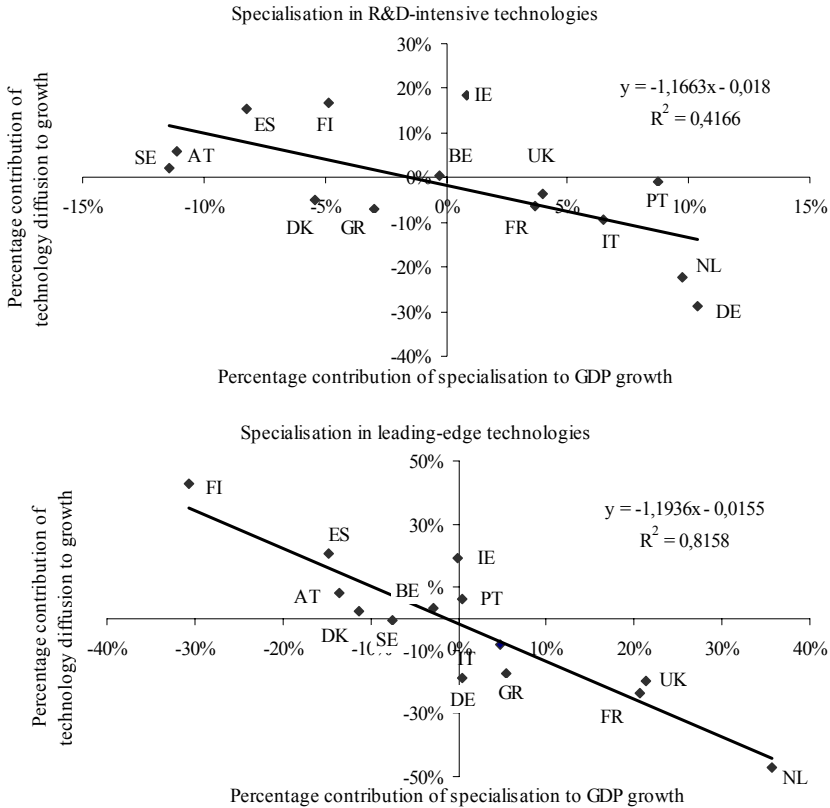 Specialisation in R&D-intensive technologies
Percentage contribution of
technology diffusion to growth
30%
20%
10%
0%
-10%
-20%
-30%
-40%
-15%
-10%
-5%
0%
5%
10%
15%
y = -1,1663x - 0,018
R² = 0,4166
SE
AT
ES
FI
IE
BE
UK
DK
GR
FR
IT
PT
NL
DE
Percentage contribution of specialisation to GDP growth
Specialisation in leading-edge technologies
Percentage contribution of
technology diffusion to growth
50%
30%
%
-10%
-30%
-50%
-40%
-30%
-20%
0%
10%
20%
30%
40%
y = -1,1936x - 0,0155
R² = 0,8158
FI
ES
IE
AT
BE
PT
DK
SE
IT
DE
GR
UK
FR
NL
Percentage contribution of specialisation to GDP growth